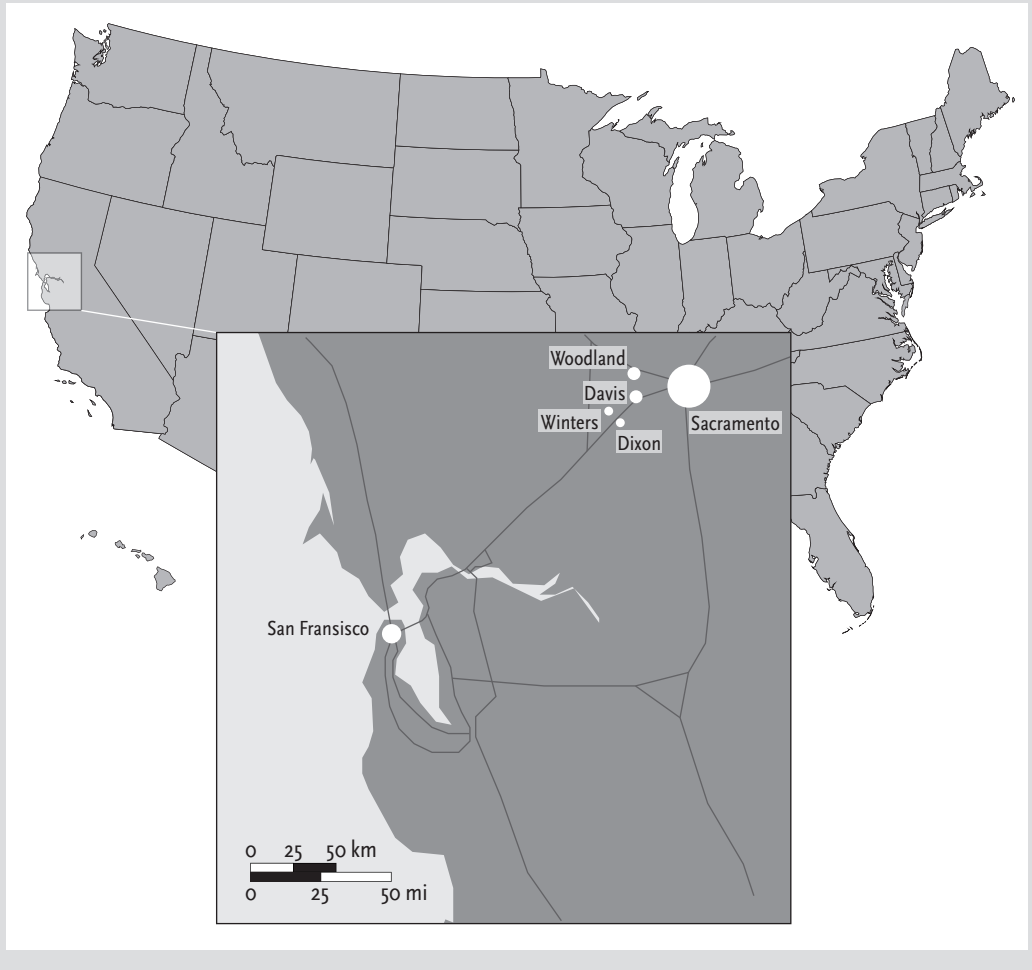 Woodland
Davis
Winters
Sacramento
Dixon
San Fransisco
0 25 50 km
0 25 50 mi